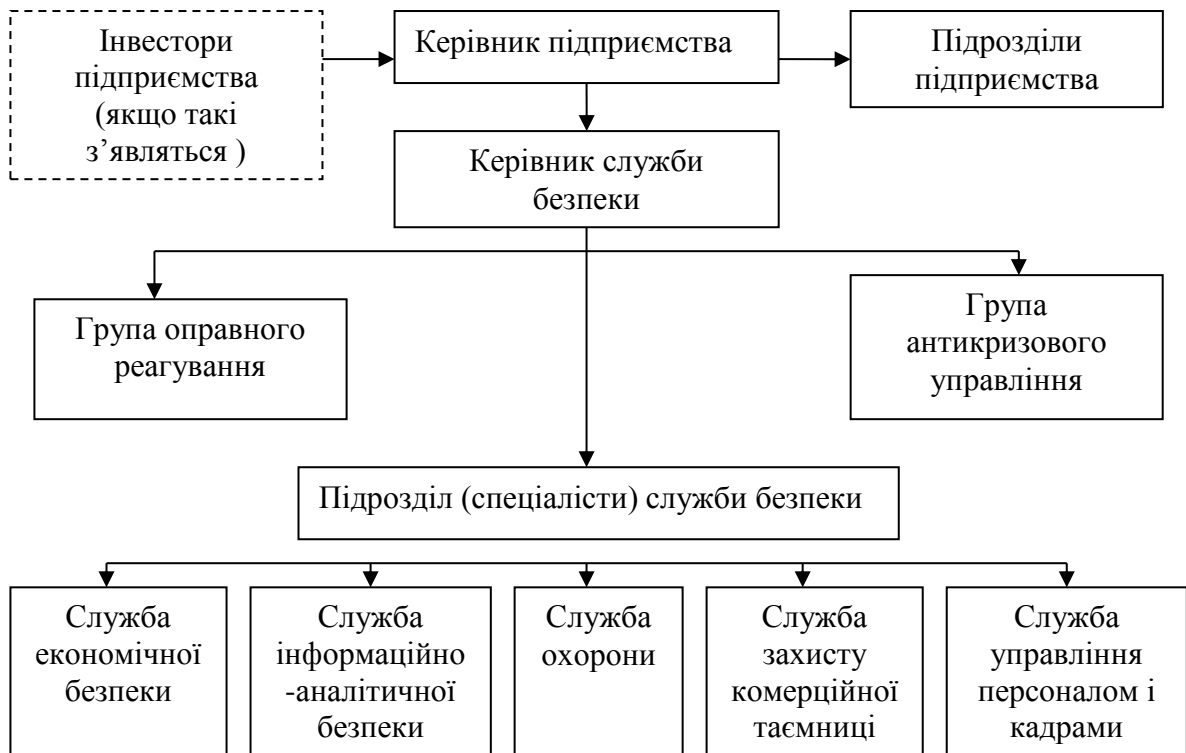 Інвестори
підприємства
(якщо такі
з’являться )
Керівник підприємства
Підрозділи
підприємства
Керівник служби
безпеки
Група оправного
реагування
Група
антикризового
управління
Підрозділ (спеціалісти) служби безпеки
Служба
економічної
безпеки
Служба
інформаційно
-аналітичної
безпеки
Служба
охорони
Служба
захисту
комерційної
таємниці
Служба
управління
персоналом і
кадрами